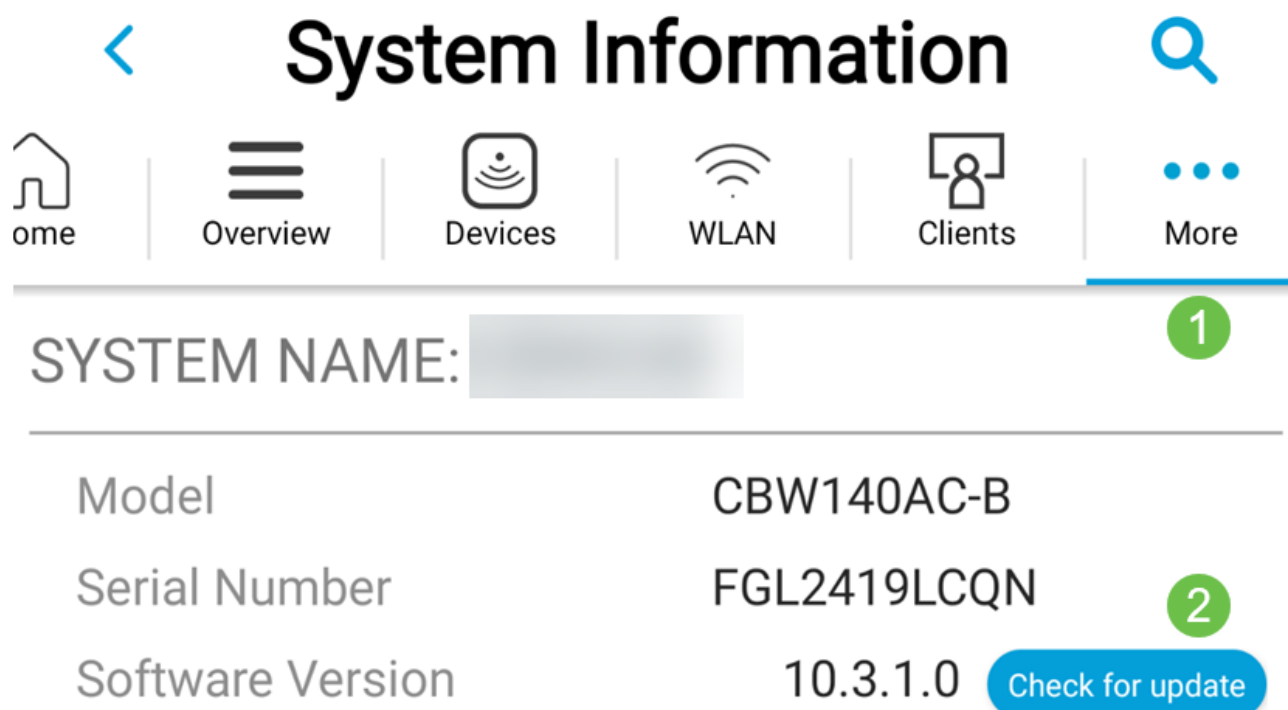 System Information
ome Overview Devices WLAN Clients More
1
SYSTEM NAME:
Model CBW140AC-B
Serial Number FGL2419LCQN
2
Software Version 10.3.1.0 Check for update